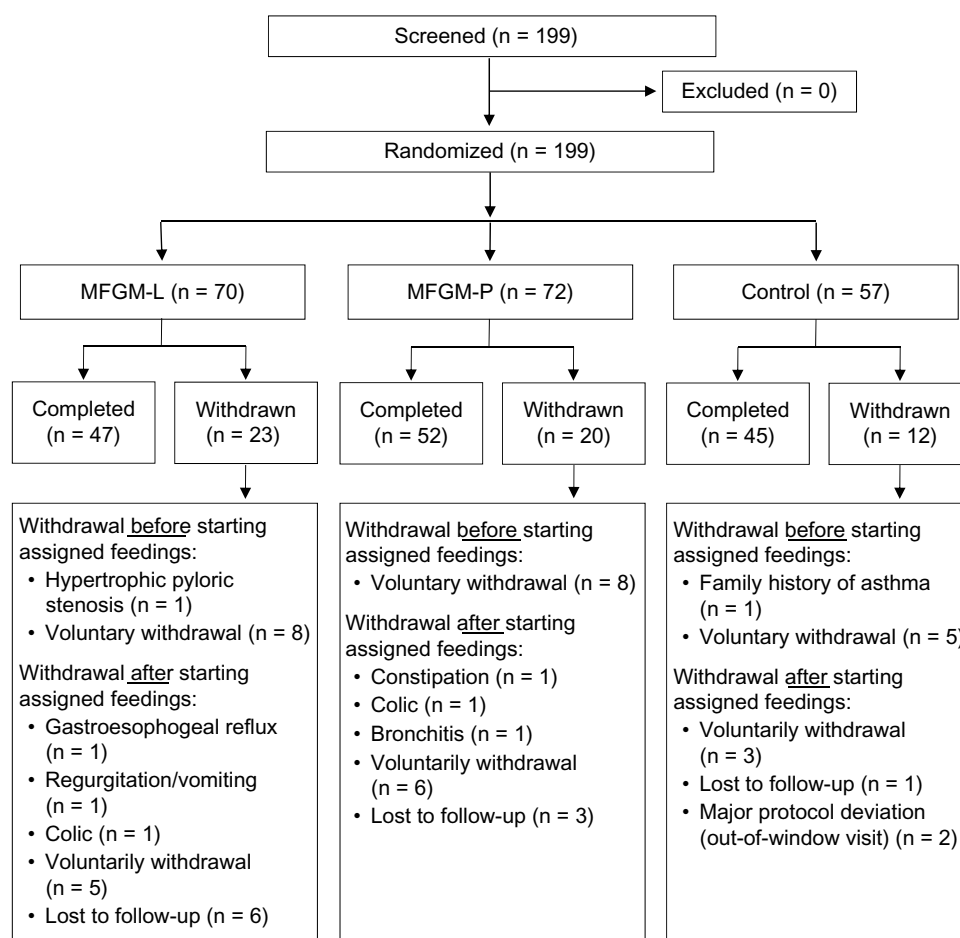 Screened (n = 199)
Excluded (n = 0)
Randomized (n = 199)
MFGM-L (n = 70)
MFGM-P (n = 72)
Control (n = 57)
Completed
(n = 47)
Withdrawn
(n = 23)
Completed
(n = 52)
Withdrawn
(n = 20)
Completed
(n = 45)
Withdrawn
(n = 12)
Withdrawal before starting
assigned feedings:
• Hypertrophic pyloric
stenosis (n = 1)
• Voluntary withdrawal (n = 8)
Withdrawal after starting
assigned feedings:
• Gastroesophogeal reflux
(n = 1)
• Regurgitation/vomiting
(n = 1)
• Colic (n = 1)
• Voluntarily withdrawal
(n = 5)
• Lost to follow-up (n = 6)
Withdrawal before starting
assigned feedings:
• Voluntary withdrawal (n = 8)
Withdrawal after starting
assigned feedings:
• Constipation (n = 1)
• Colic (n = 1)
• Bronchitis (n = 1)
• Voluntarily withdrawal
(n = 6)
• Lost to follow-up (n = 3)
Withdrawal before starting
assigned feedings:
• Family history of asthma
(n = 1)
• Voluntary withdrawal (n = 5)
Withdrawal after starting
assigned feedings:
• Voluntarily withdrawal
(n = 3)
• Lost to follow-up (n = 1)
• Major protocol deviation
(out-of-window visit) (n = 2)